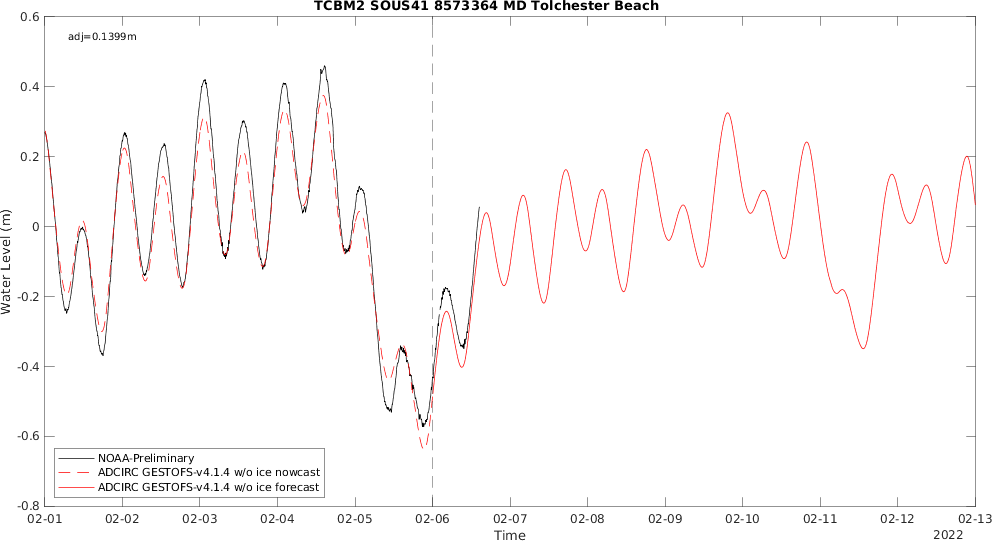 TCBM2 SOUS41 8573364 MD Tolchester Beach
adj=0.1399m
0.6
0.4
0.2
0
-0.2
-0.4
-0.6
-0.8
Water Level (m)
NOAA-Preliminary
ADCIRC GESTOFS-v4.1.4 w/o ice nowcast
ADCIRC GESTOFS-v4.1.4 w/o ice forecast
02-01 02-02 02-03 02-04 02-05 02-06 02-07 02-08 02-09 02-10 02-11 02-12 02-13
Time
2022